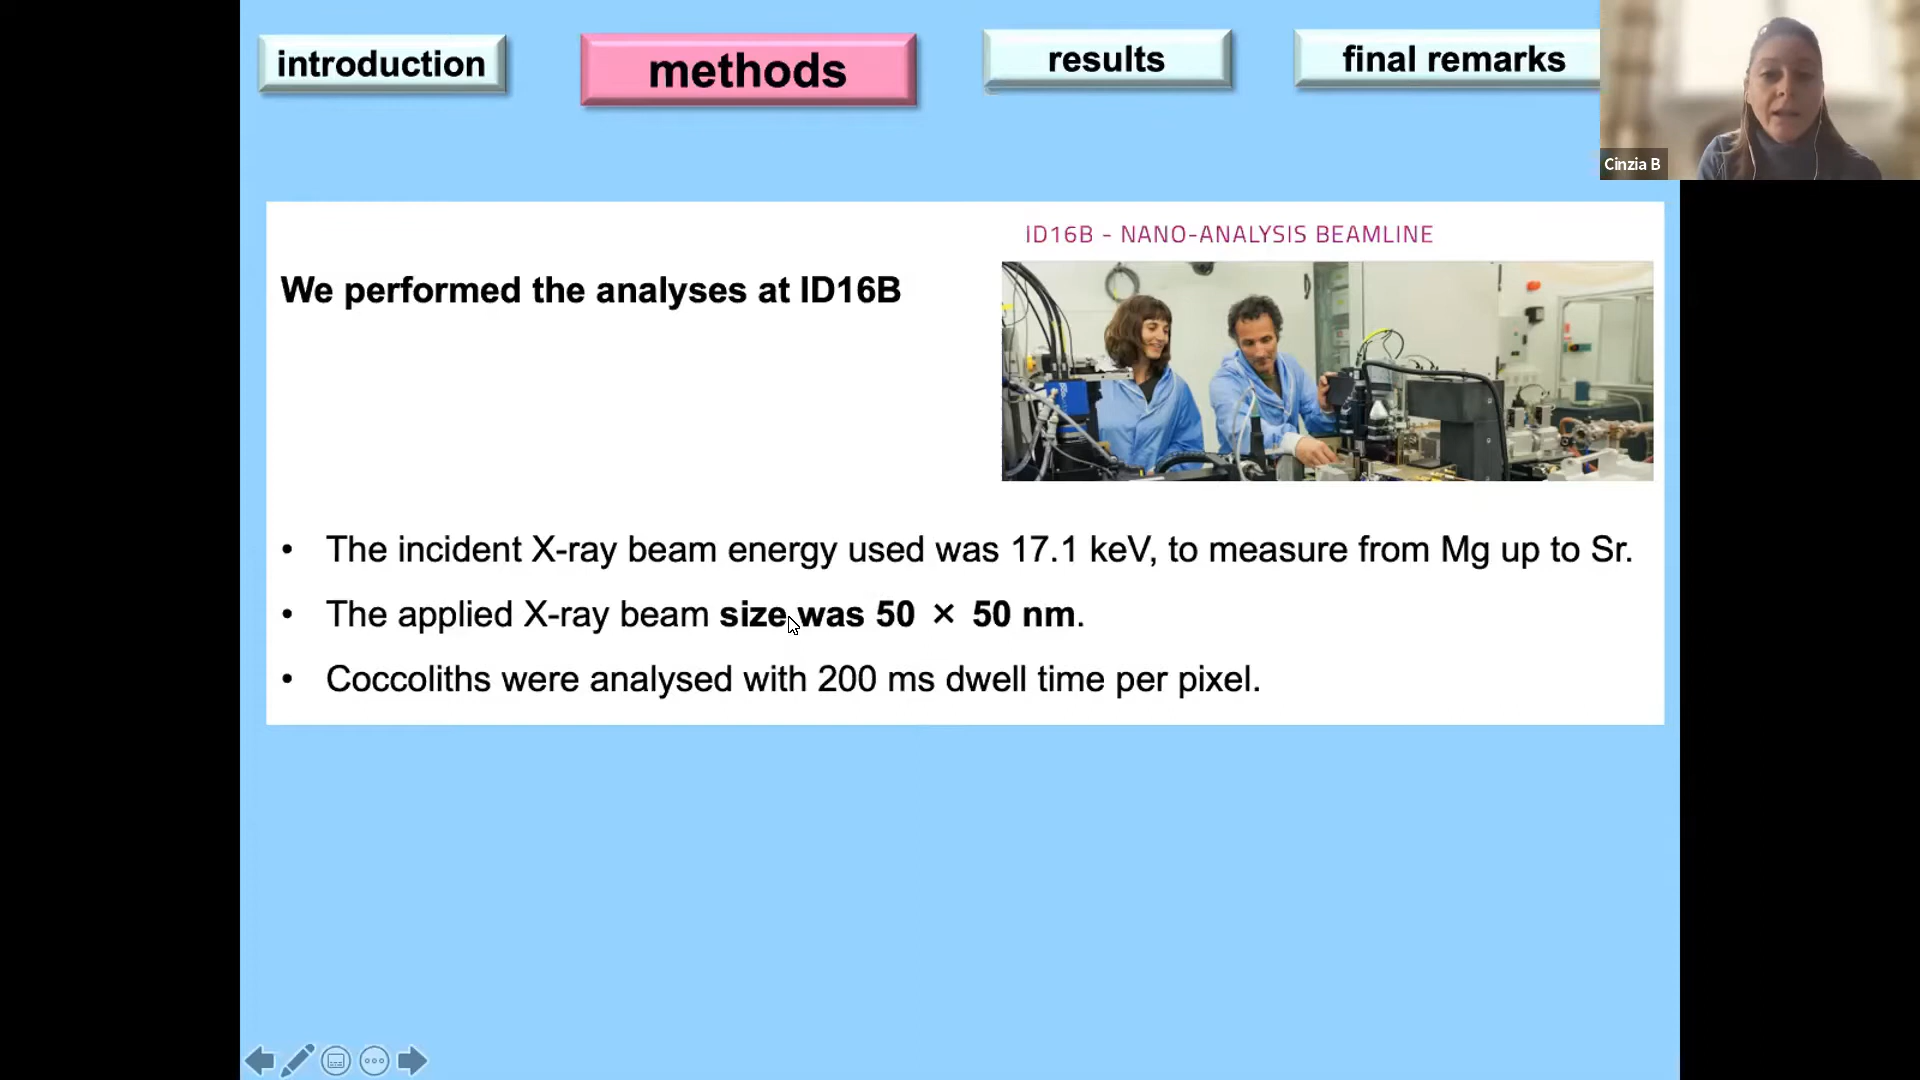 introduction
methods
results
final remarks
Cinzia B
ID16B - NANO-ANALYSIS BEAMLINE
We performed the analyses at ID16B
• The incident X-ray beam energy used was 17.1 keV, to measure from Mg up to Sr.
• The applied X-ray beam size was 50 × 50 nm.
• Coccoliths were analysed with 200 ms dwell time per pixel.